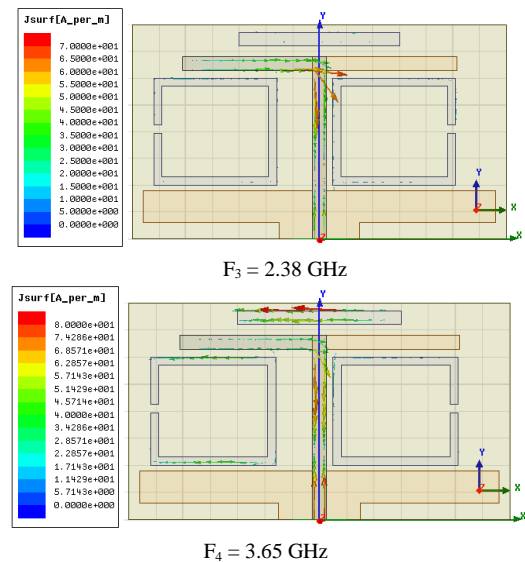 Jsurf[A_per_m]
7.0000e+001
6.5000e+001
6.0000e+001
5.5000e+001
5.0000e+001
4.5000e+001
4.0000e+001
3.5000e+001
3.0000e+001
2.5000e+001
2.0000e+001
1.5000e+001
1.0000e+001
5.0000e+000
0.0000e+000
Y
Y
X
Z
X
F3 = 2.38 GHz
Jsurf[A_per_m]
8.0000e+001
7.4286e+001
6.8571e+001
6.2857e+001
5.7143e+001
5.1429e+001
4.5714e+001
4.0000e+001
3.4286e+001
2.8571e+001
2.2857e+001
1.7143e+001
1.1429e+001
5.7143e+000
0.0000e+000
Y
Y
X
Z
X
F4 = 3.65 GHz